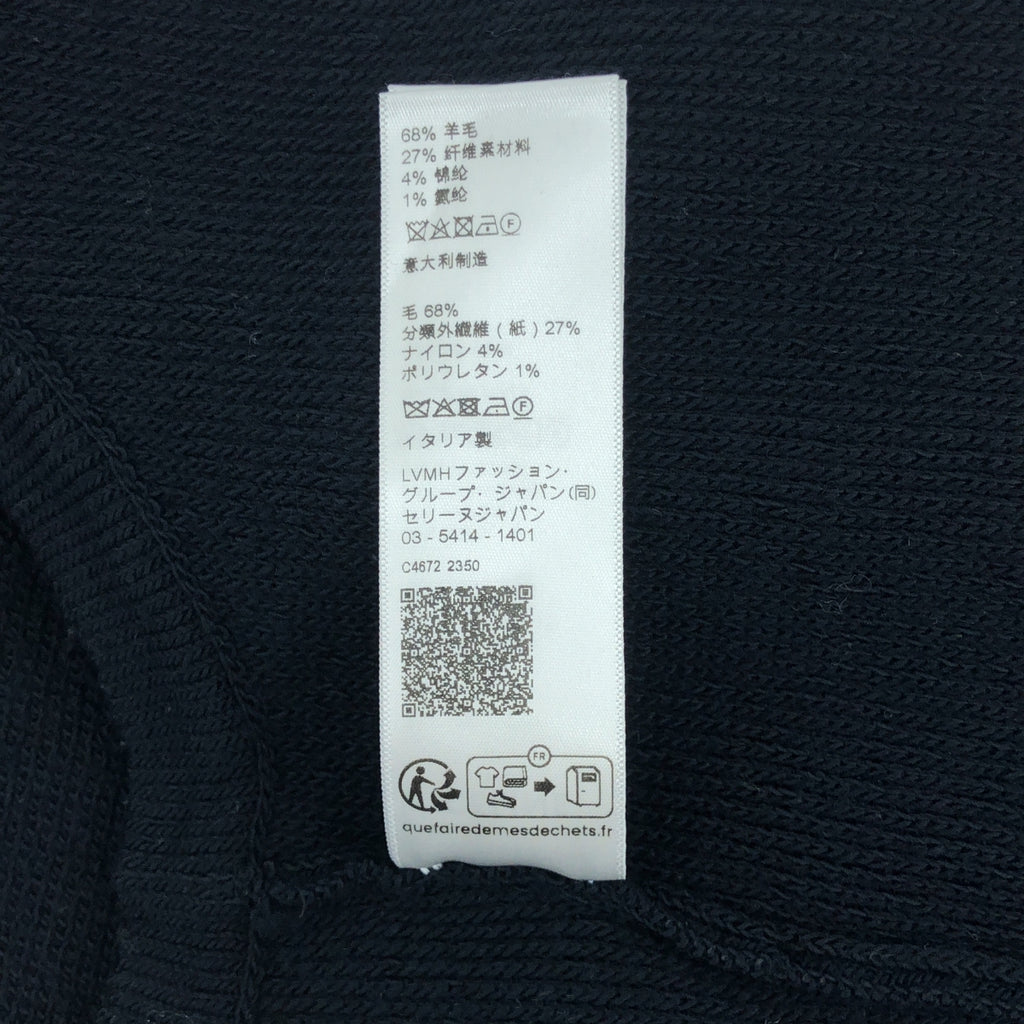 68% 羊毛
27% 纤维素材料
4% 锦纶
1% 氨纶
F
意大利制造
毛 68%
分類外繊維 ( 紙 ) 27%
ナイロン 4%
ポリウレタン 1%
F
イタリア製
LVMHファッション・
グループ・ ジャパン(同)
セリーヌジャパン
03 - 5414 - 1401
C4672 2350
FR
quefairedemesdechets.fr